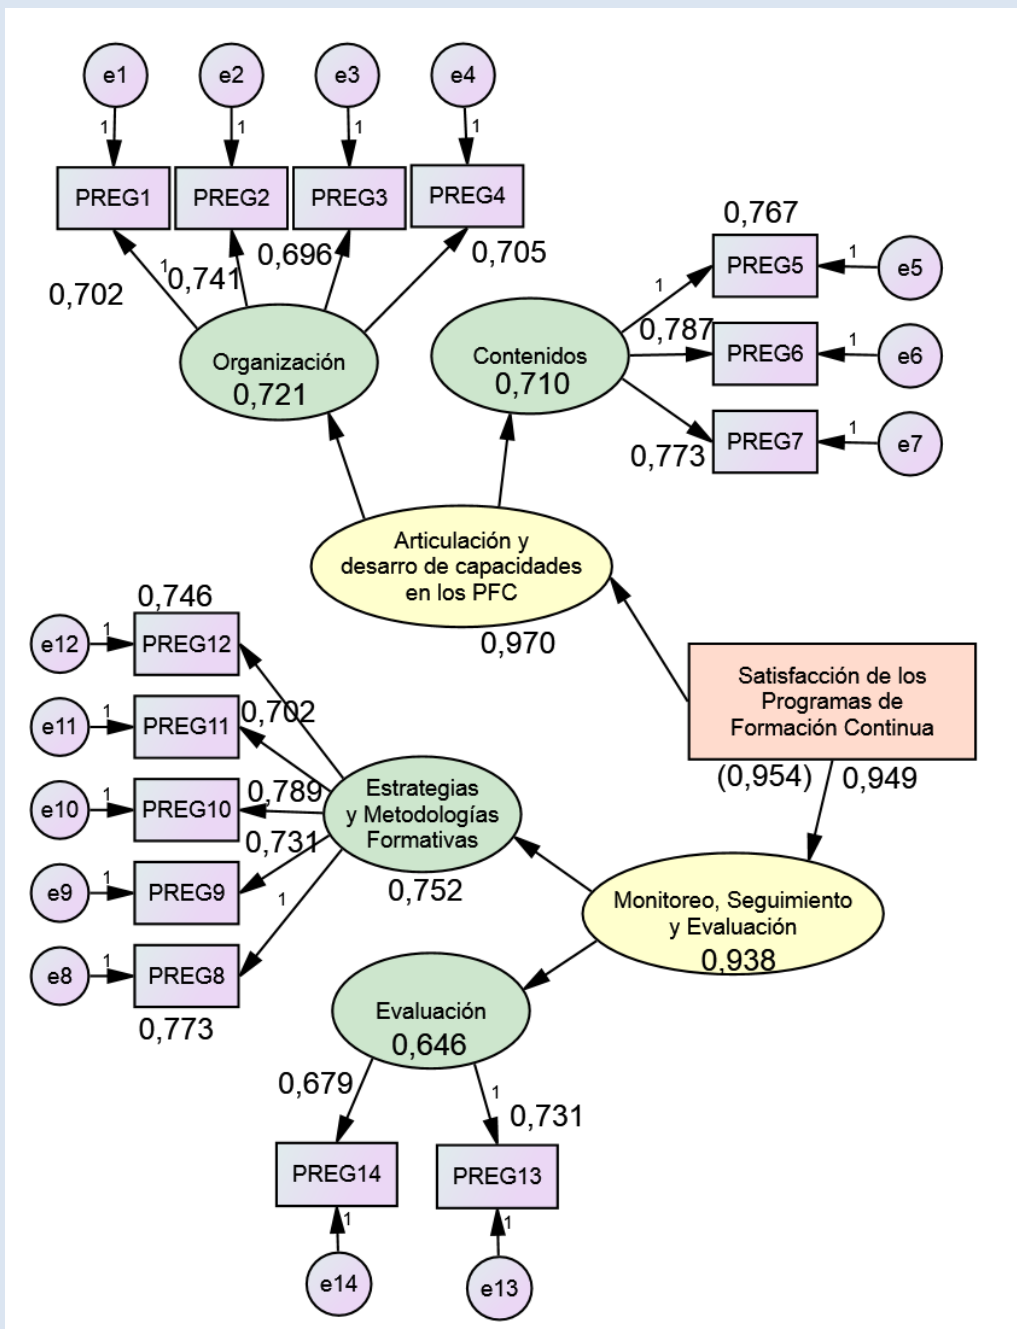 e1 e2 e3 e4
1 1 1 1
PREG1 PREG2 PREG3 PREG4
0,702 1 0,741 0,696 0,705
Organización
0,721
Contenidos
0,710
0,767
1 PREG5 1 e5
0,787 PREG6 1 e6
0,773 PREG7 1 e7
Articulación y
desarro de capacidades
en los PFC
0,970
Satisfacción de los
Programas de
Formación Continua
(0,954) 0,949
0,746
e12 1 PREG12
e11 1 PREG11 0,702
e10 1 PREG10 0,789
e9 1 PREG9 0,731
e8 1 PREG8 1
0,773
Estrategias
y Metodologías
Formativas
0,752
Monitoreo, Seguimiento
y Evaluación
0,938
Evaluación
0,646
0,679 1 0,731
PREG14 PREG13
1 1
e14 e13